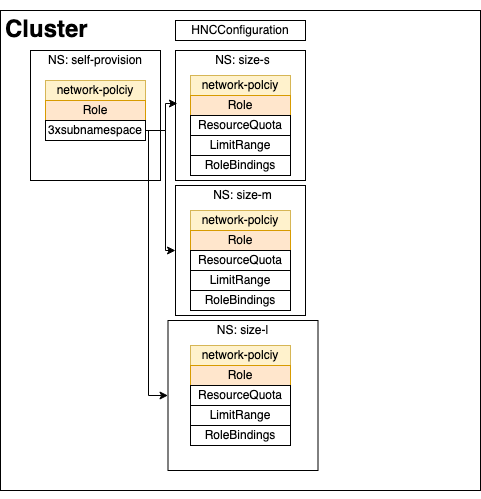 Cluster
HNCConfiguration
NS: self-provision
network-polciy
Role
3xsubnamespace
NS: size-s
network-polciy
Role
ResourceQuota
LimitRange
RoleBindings
NS: size-m
network-polciy
Role
ResourceQuota
LimitRange
RoleBindings
NS: size-l
network-polciy
Role
ResourceQuota
LimitRange
RoleBindings